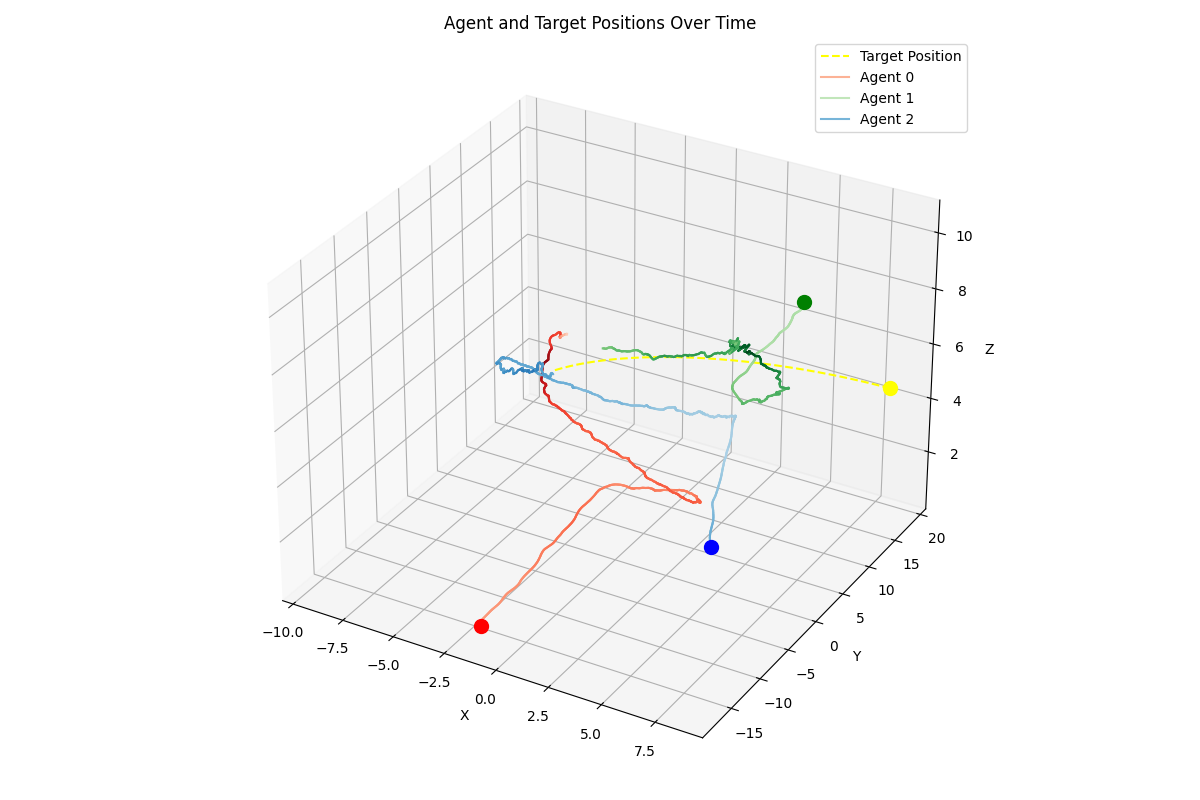 Agent and Target Positions Over Time
Target Position
Agent 0
Agent 1
Agent 2
10
8
6
4
2
Z
20
15
10
5
0
−5
−10
−15
Y
−10.0
−7.5
−5.0
−2.5
0.0
2.5
5.0
7.5
X